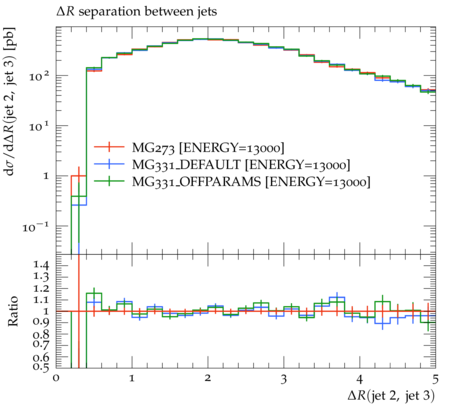 ΔR separation between jets
dσ/dΔR(jet 2, jet 3) [pb]
10²
10¹
1
10⁻¹
MG273 [ENERGY=13000]
MG331_DEFAULT [ENERGY=13000]
MG331_OFFPARAMS [ENERGY=13000]
Ratio
1.4
1.3
1.2
1.1
1
0.9
0.8
0.7
0.6
0.5
0 1 2 3 4 5
ΔR(jet 2, jet 3)